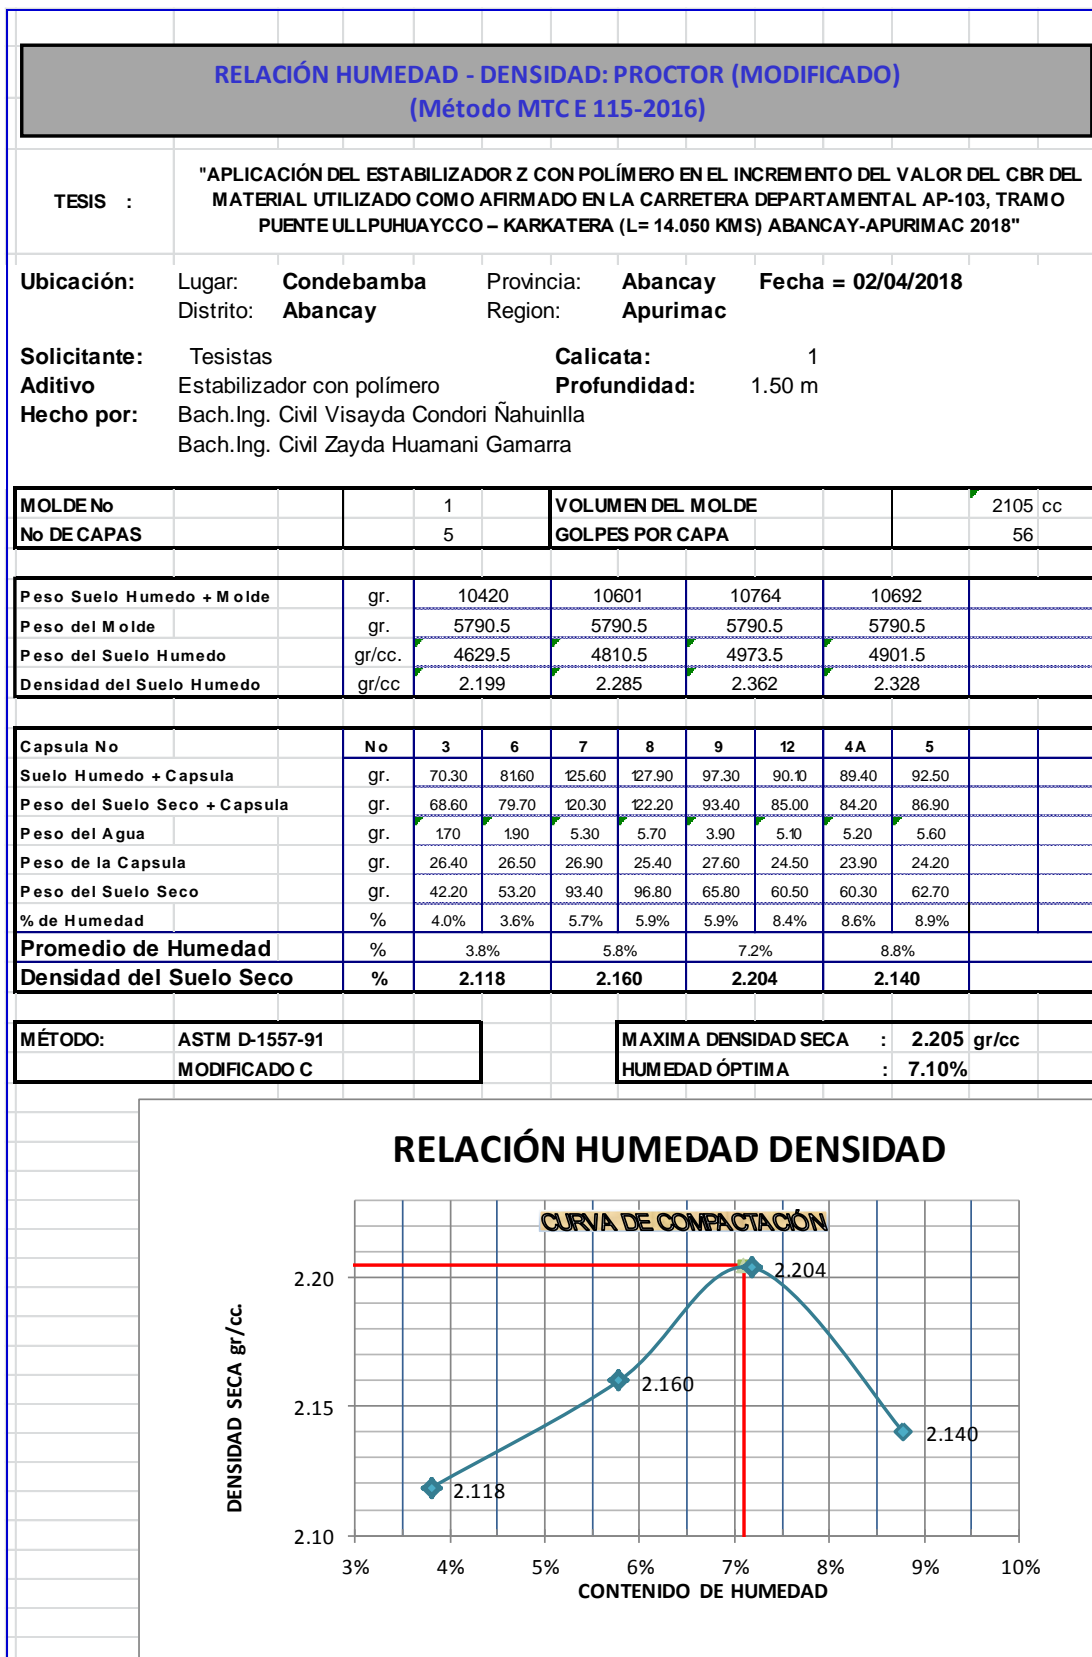 RELACIÓN HUMEDAD - DENSIDAD: PROCTOR (MODIFICADO)
(Método MTC E 115-2016)
TESIS :
"APLICACIÓN DEL ESTABILIZADOR Z CON POLÍMERO EN EL INCREMENTO DEL VALOR DEL CBR DEL
MATERIAL UTILIZADO COMO AFIRMADO EN LA CARRETERA DEPARTAMENTAL AP-103, TRAMO
PUENTE ULLPUHUAYCCO – KARKATERA (L= 14.050 KMS) ABANCAY-APURIMAC 2018"
Ubicación: Lugar: Condebamba Provincia: Abancay Fecha = 02/04/2018
Distrito: Abancay Region: Apurimac
Solicitante: Tesistas Calicata: 1
Aditivo Estabilizador con polímero Profundidad: 1.50 m
Hecho por: Bach.Ing. Civil Visayda Condori Ñahuinlla
Bach.Ing. Civil Zayda Huamani Gamarra
MOLDE No 1 VOLUMEN DEL MOLDE 2105 cc
No DE CAPAS 5 GOLPES POR CAPA 56
Peso Suelo Humedo + Molde gr. 10420 10601 10764 10692
Peso del Molde gr. 5790.5 5790.5 5790.5 5790.5
Peso del Suelo Humedo gr/cc. 4629.5 4810.5 4973.5 4901.5
Densidad del Suelo Humedo gr/cc 2.199 2.285 2.362 2.328
Capsula No No 3 6 7 8 9 12 4A 5
Suelo Humedo + Capsula gr. 70.30 81.60 125.60 127.90 97.30 90.10 89.40 92.50
Peso del Suelo Seco + Capsula gr. 68.60 79.70 120.30 122.20 93.40 85.00 84.20 86.90
Peso del Agua gr. 1.70 1.90 5.30 5.70 3.90 5.10 5.20 5.60
Peso de la Capsula gr. 26.40 26.50 26.90 25.40 27.60 24.50 23.90 24.20
Peso del Suelo Seco gr. 42.20 53.20 93.40 96.80 65.80 60.50 60.30 62.70
% de Humedad % 4.0% 3.6% 5.7% 5.9% 5.9% 8.4% 8.6% 8.9%
Promedio de Humedad % 3.8% 5.8% 7.2% 8.8%
Densidad del Suelo Seco % 2.118 2.160 2.204 2.140
MÉTODO: ASTM D-1557-91 MAXIMA DENSIDAD SECA : 2.205 gr/cc
MODIFICADO C HUMEDAD ÓPTIMA : 7.10%
RELACIÓN HUMEDAD DENSIDAD
CURVA DE COMPACTACIÓN
DENSIDAD SECA gr/cc.
2.20
2.15
2.10
2.204
2.160
2.140
2.118
3% 4% 5% 6% 7% 8% 9% 10%
CONTENIDO DE HUMEDAD